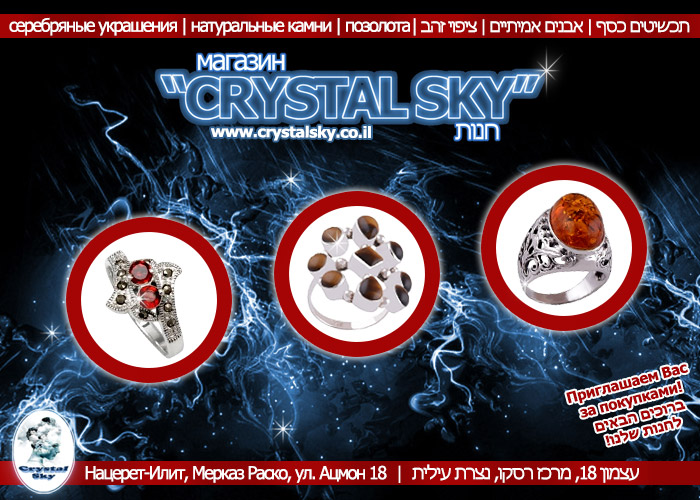 серебряные украшения | натуральные камни | позолота | תכשיטים כסף | אבנים אמיתיים | ציפוי זהב
магазин
"CRYSTAL SKY"
www.crystalsky.co.il
חנות
Приглашаем Вас
за покупками!
ברוכים הבאים
לחנות שלנו!
Crystal
Sky
Нацерет-Илит, Мерказ Раско, ул. Ацмон 18 | עצמון 18, מרכז רסקו, נצרת עילית